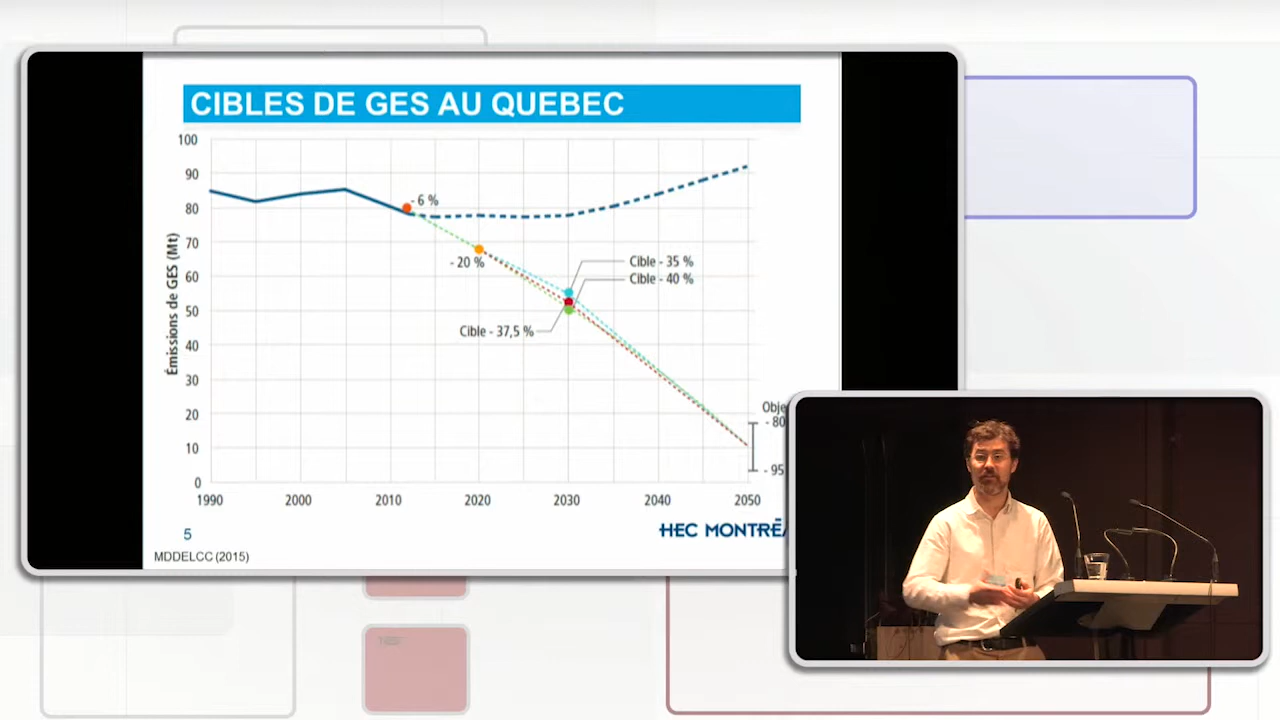 CIBLES DE GES AU QUEBEC
100
90
80
70
60
50
40
30
20
10
0
Émissions de GES (Mt)
- 6 %
- 20 %
Cible - 35 %
Cible - 40 %
Cible - 37,5 %
- 80
- 95
1990
2000
2010
2020
2030
2040
2050
5
HEC MONTRÉ
MDDELCC (2015)